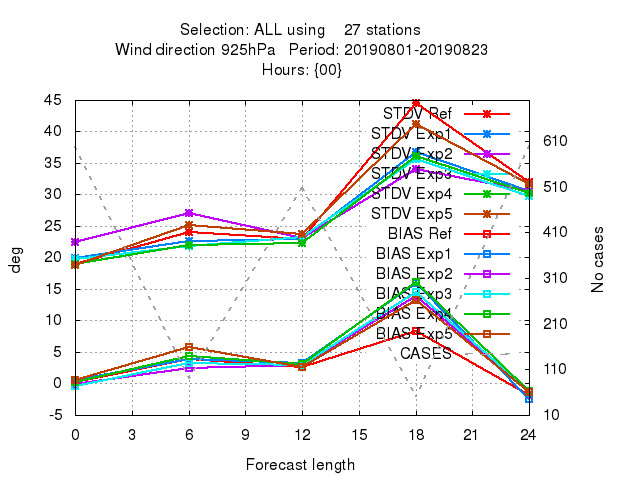 Selection: ALL using 27 stations
Wind direction 925hPa Period: 20190801-20190823
Hours: {00}
45
40
35
30
25
20
15
10
5
0
-5
deg
STDV Ref
STDV Exp1
STDV Exp2
STDV Exp3
STDV Exp4
STDV Exp5
BIAS Ref
BIAS Exp1
BIAS Exp2
BIAS Exp3
BIAS Exp4
BIAS Exp5
CASES
610
510
410
310
210
110
10
No cases
0 3 6 9 12 15 18 21 24
Forecast length